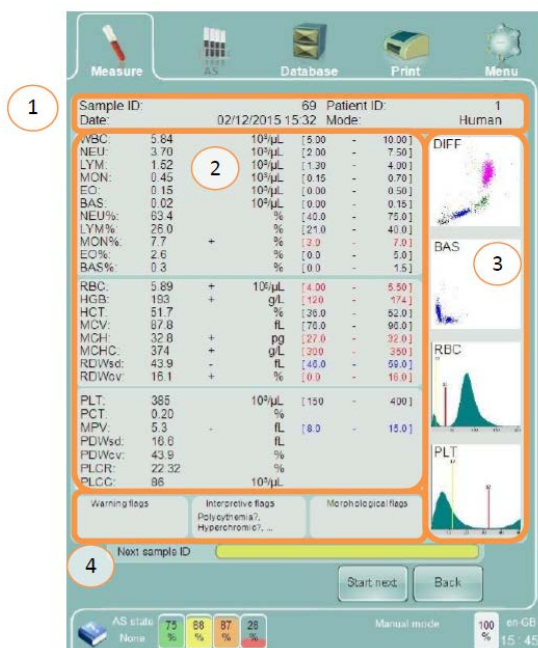 Measure AS Database Print Menu
1
Sample ID: 69 Patient ID: 1
Date: 02/12/2015 15:32 Mode: Human
2
WBC: 5.84 10³/µL [5.00 - 10.00]
NEU: 3.70 10³/µL [2.00 - 7.50]
LYM: 1.52 10³/µL [1.30 - 4.00]
MON: 0.45 10³/µL [0.15 - 0.70]
EO: 0.15 10³/µL [0.00 - 0.50]
BAS: 0.02 10³/µL [0.00 - 0.15]
NEU%: 63.4 % [40.0 - 75.0]
LYM%: 26.0 % [21.0 - 40.0]
MON%: 7.7 + % [3.0 - 7.0]
EO%: 2.6 % [0.0 - 5.0]
BAS%: 0.3 % [0.0 - 1.5]
RBC: 5.89 + 10⁶/µL [4.00 - 5.50]
HGB: 193 + g/L [120 - 174]
HCT: 51.7 % [36.0 - 52.0]
MCV: 87.8 fL [76.0 - 96.0]
MCH: 32.8 + pg [27.0 - 32.0]
MCHC: 374 + g/L [300 - 350]
RDWsd: 43.9 - fL [46.0 - 59.0]
RDWcv: 16.1 + % [0.0 - 16.0]
PLT: 385 10³/µL [150 - 400]
PCT: 0.20 %
MPV: 5.3 - fL [8.0 - 15.0]
PDWsd: 16.6 fL
PDWcv: 43.9 %
PLCR: 22.32 %
PLCC: 86 10³/µL
DIFF
BAS
3
RBC
PLT
Warning flags Interpretive flags Morphological flags
Polycythemia?,
Hyperchromic?, ...
4
Next sample ID
Start next Back
AS state 75 % 68 % 87 % 26 % Manual mode 100 % en-GB
None 15:45